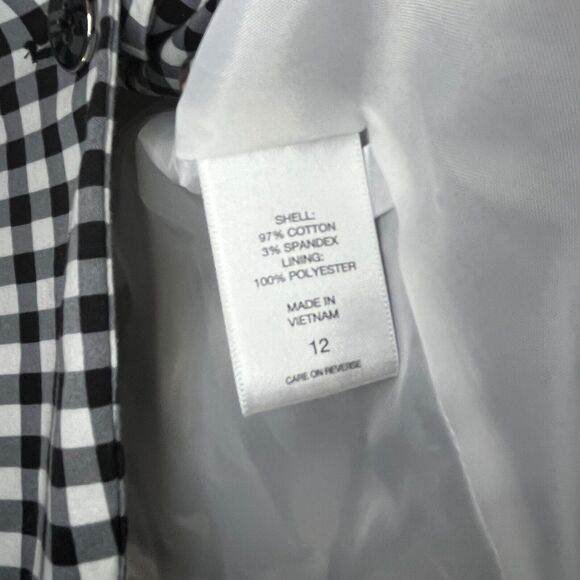 SHELL:
97% COTTON
3% SPANDEX
LINING:
100% POLYESTER
MADE IN
VIETNAM
12
CARE ON REVERSE